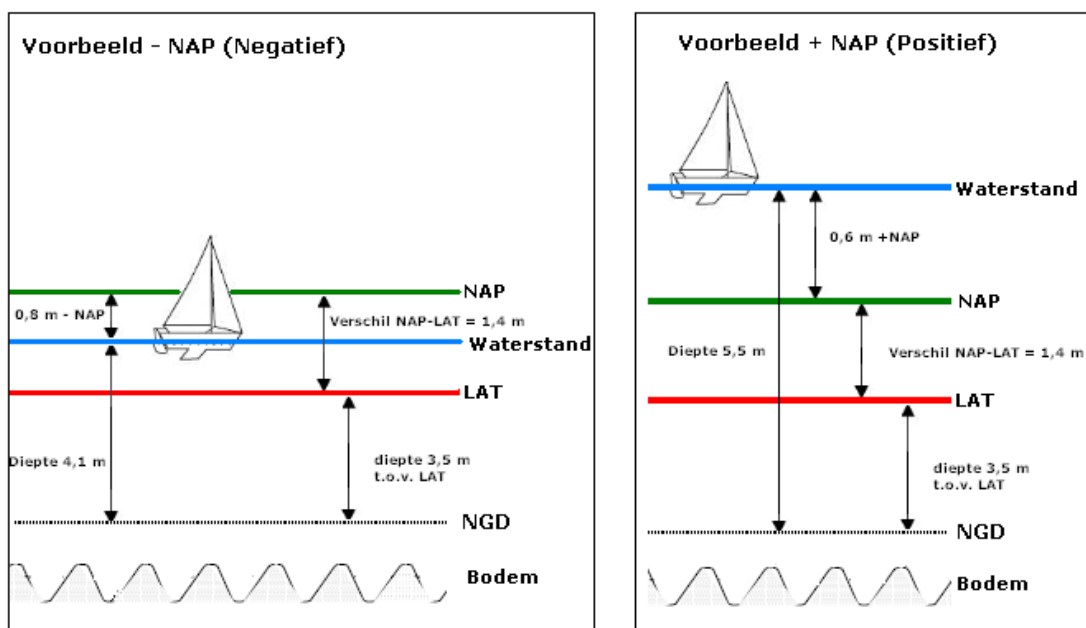 Voorbeeld - NAP (Negatief)
NAP
0,8 m - NAP
Verschil NAP-LAT = 1,4 m
Waterstand
LAT
Diepte 4,1 m
diepte 3,5 m
t.o.v. LAT
NGD
Bodem
Voorbeeld + NAP (Positief)
Waterstand
0,6 m +NAP
NAP
Diepte 5,5 m
Verschil NAP-LAT = 1,4 m
LAT
diepte 3,5 m
t.o.v. LAT
NGD
Bodem